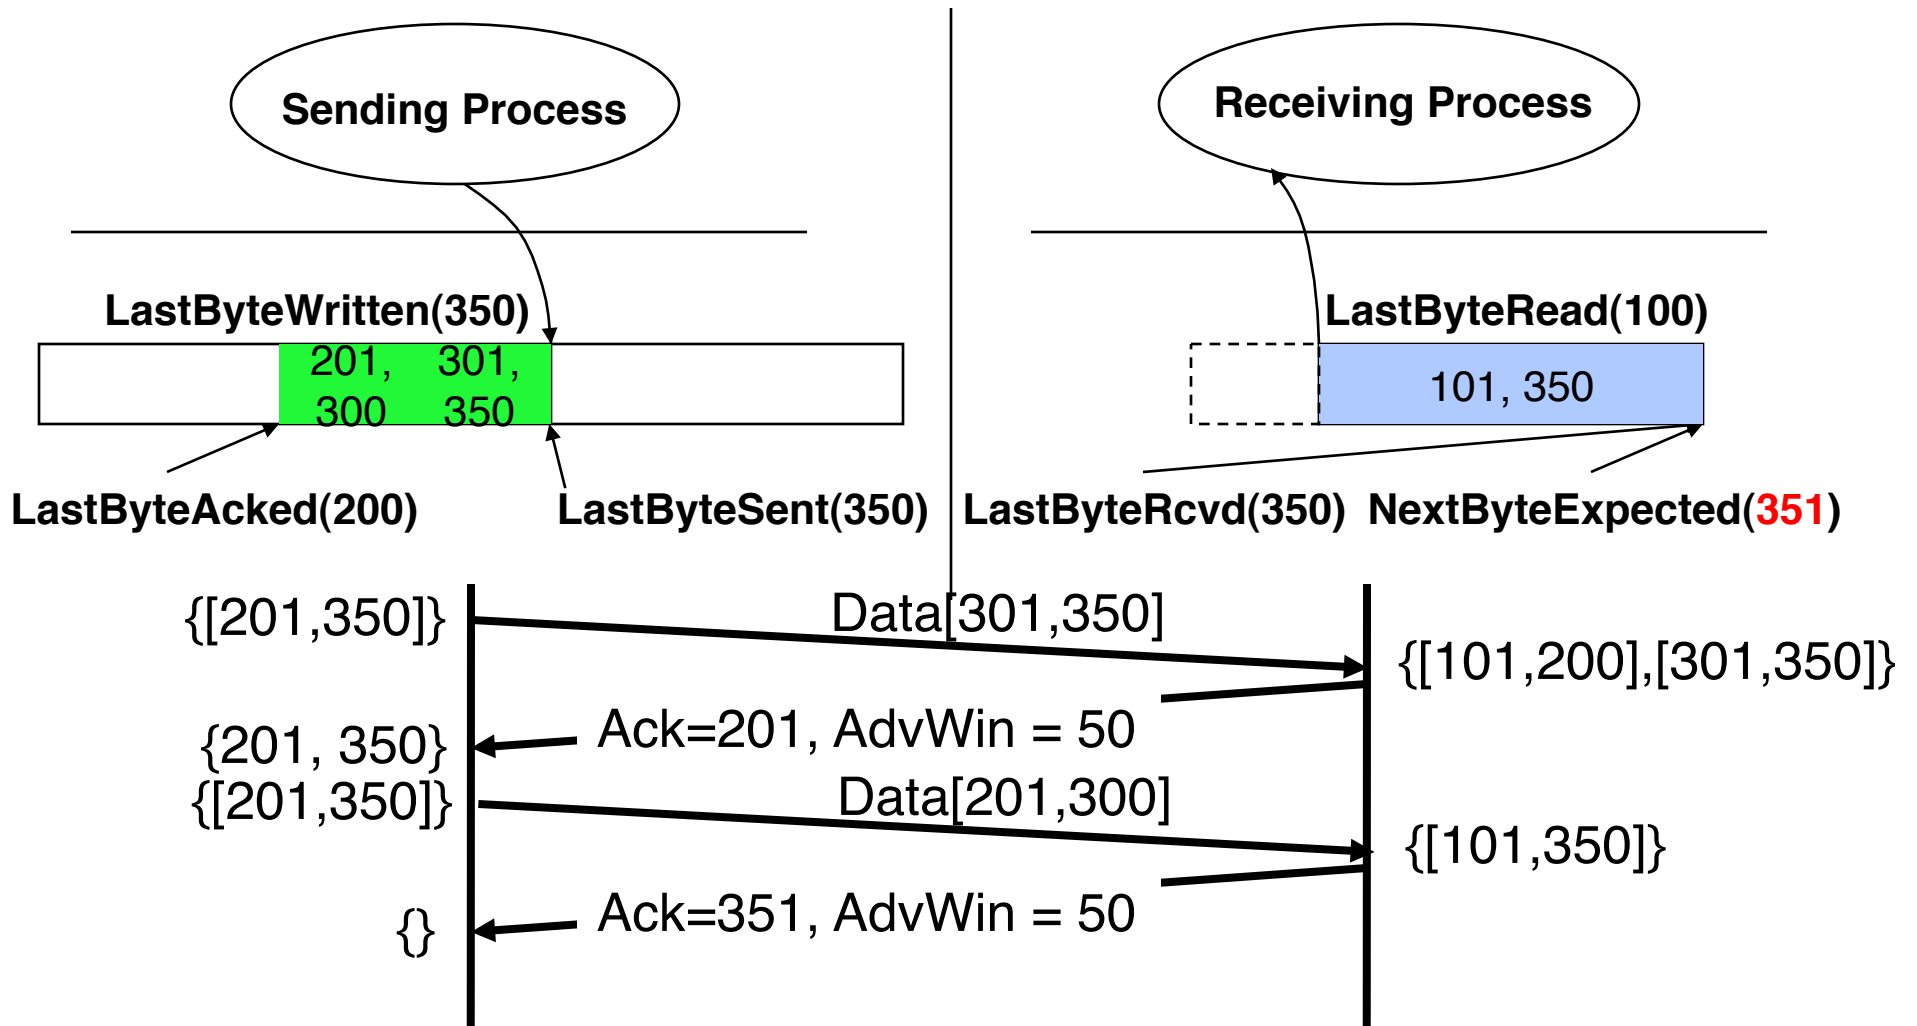 Sending Process
Receiving Process
LastByteWritten(350)
LastByteRead(100)
201, 301,
300 350
101, 350
LastByteAcked(200)
LastByteSent(350)
LastByteRcvd(350)
NextByteExpected(351)
{[201,350]}
Data[301,350]
{[101,200],[301,350]}
Ack=201, AdvWin = 50
{201, 350}
{[201,350]}
Data[201,300]
{[101,350]}
Ack=351, AdvWin = 50
{}